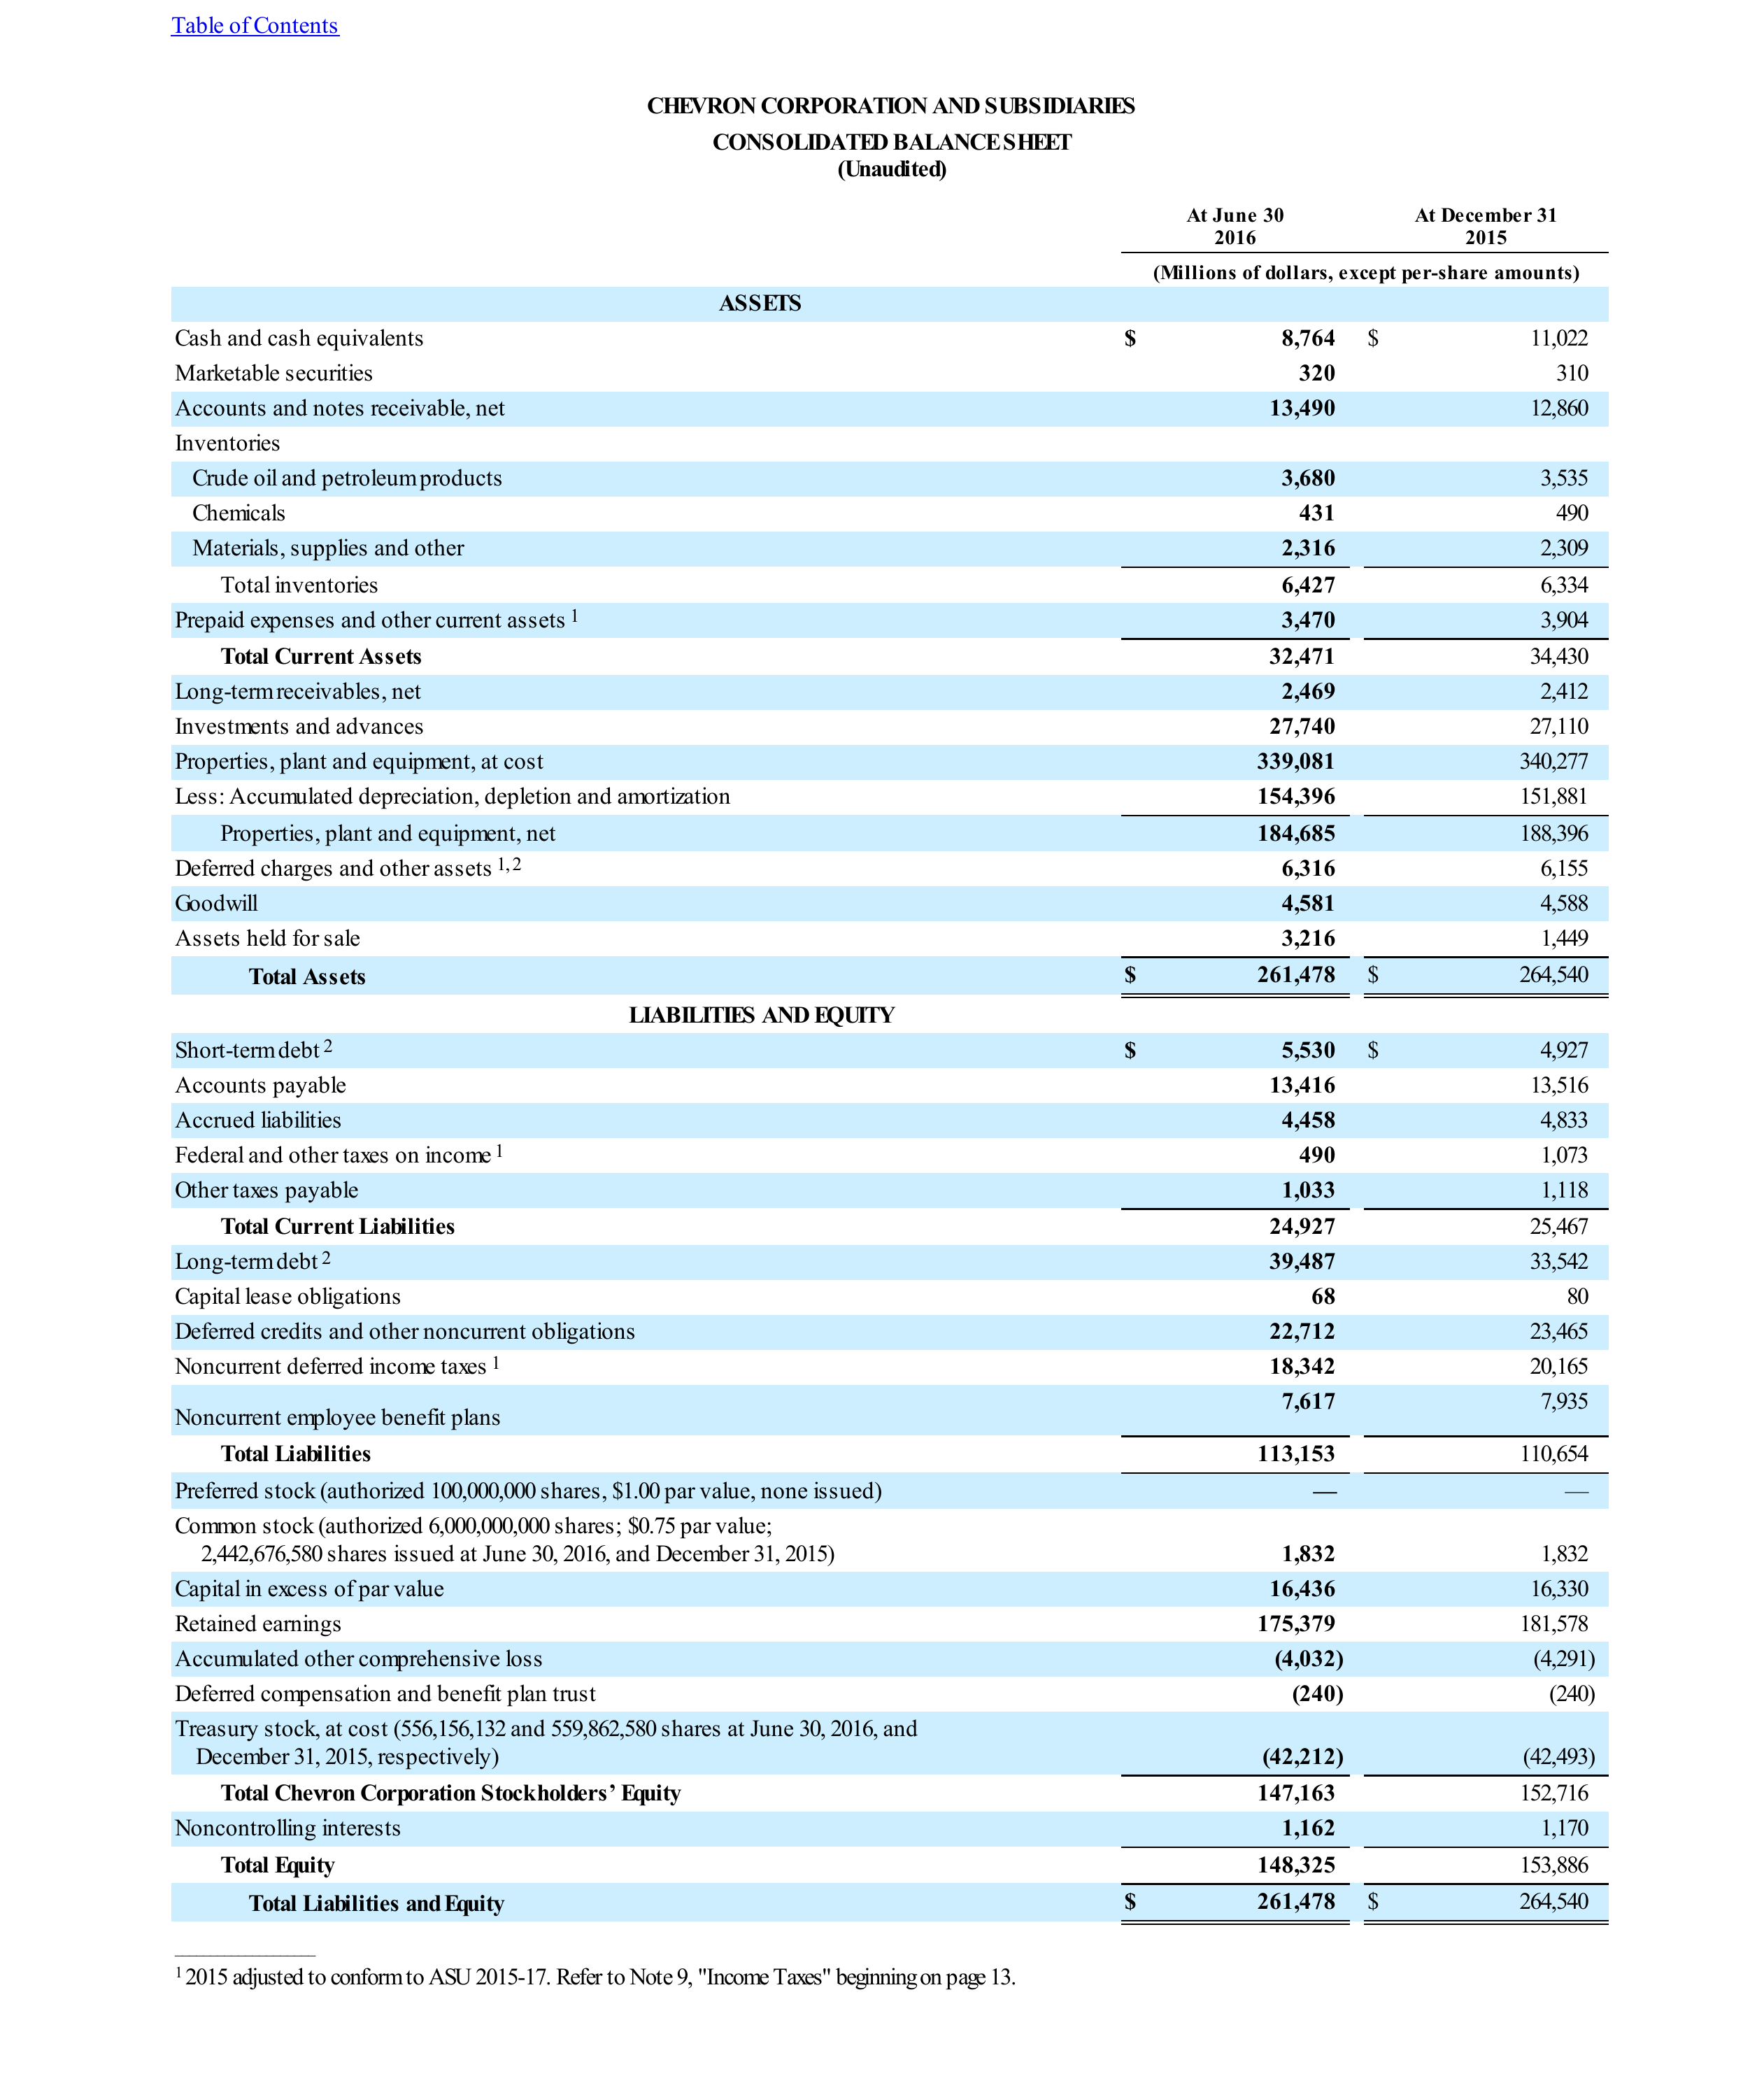 Table of Contents
CHEVRON CORPORATION AND SUBSIDIARIES
CONSOLIDATED BALANCE SHEET
(Unaudited)
At June 30 At December 31
2016 2015
(Millions of dollars, except per-share amounts)
ASSETS
Cash and cash equivalents $ 8,764 $ 11,022
Marketable securities 320 310
Accounts and notes receivable, net 13,490 12,860
Inventories
Crude oil and petroleum products 3,680 3,535
Chemicals 431 490
Materials, supplies and other 2,316 2,309
Total inventories 6,427 6,334
Prepaid expenses and other current assets 1 3,470 3,904
Total Current Assets 32,471 34,430
Long-term receivables, net 2,469 2,412
Investments and advances 27,740 27,110
Properties, plant and equipment, at cost 339,081 340,277
Less: Accumulated depreciation, depletion and amortization 154,396 151,881
Properties, plant and equipment, net 184,685 188,396
Deferred charges and other assets 1,2 6,316 6,155
Goodwill 4,581 4,588
Assets held for sale 3,216 1,449
Total Assets $ 261,478 $ 264,540
LIABILITIES AND EQUITY
Short-term debt 2 $ 5,530 $ 4,927
Accounts payable 13,416 13,516
Accrued liabilities 4,458 4,833
Federal and other taxes on income 1 490 1,073
Other taxes payable 1,033 1,118
Total Current Liabilities 24,927 25,467
Long-term debt 2 39,487 33,542
Capital lease obligations 68 80
Deferred credits and other noncurrent obligations 22,712 23,465
Noncurrent deferred income taxes 1 18,342 20,165
Noncurrent employee benefit plans 7,617 7,935
Total Liabilities 113,153 110,654
Preferred stock (authorized 100,000,000 shares, $1.00 par value, none issued) — —
Common stock (authorized 6,000,000,000 shares; $0.75 par value;
2,442,676,580 shares issued at June 30, 2016, and December 31, 2015) 1,832 1,832
Capital in excess of par value 16,436 16,330
Retained earnings 175,379 181,578
Accumulated other comprehensive loss (4,032) (4,291)
Deferred compensation and benefit plan trust (240) (240)
Treasury stock, at cost (556,156,132 and 559,862,580 shares at June 30, 2016, and
December 31, 2015, respectively) (42,212) (42,493)
Total Chevron Corporation Stockholders' Equity 147,163 152,716
Noncontrolling interests 1,162 1,170
Total Equity 148,325 153,886
Total Liabilities and Equity $ 261,478 $ 264,540
1 2015 adjusted to conform to ASU 2015-17. Refer to Note 9, "Income Taxes" beginning on page 13.